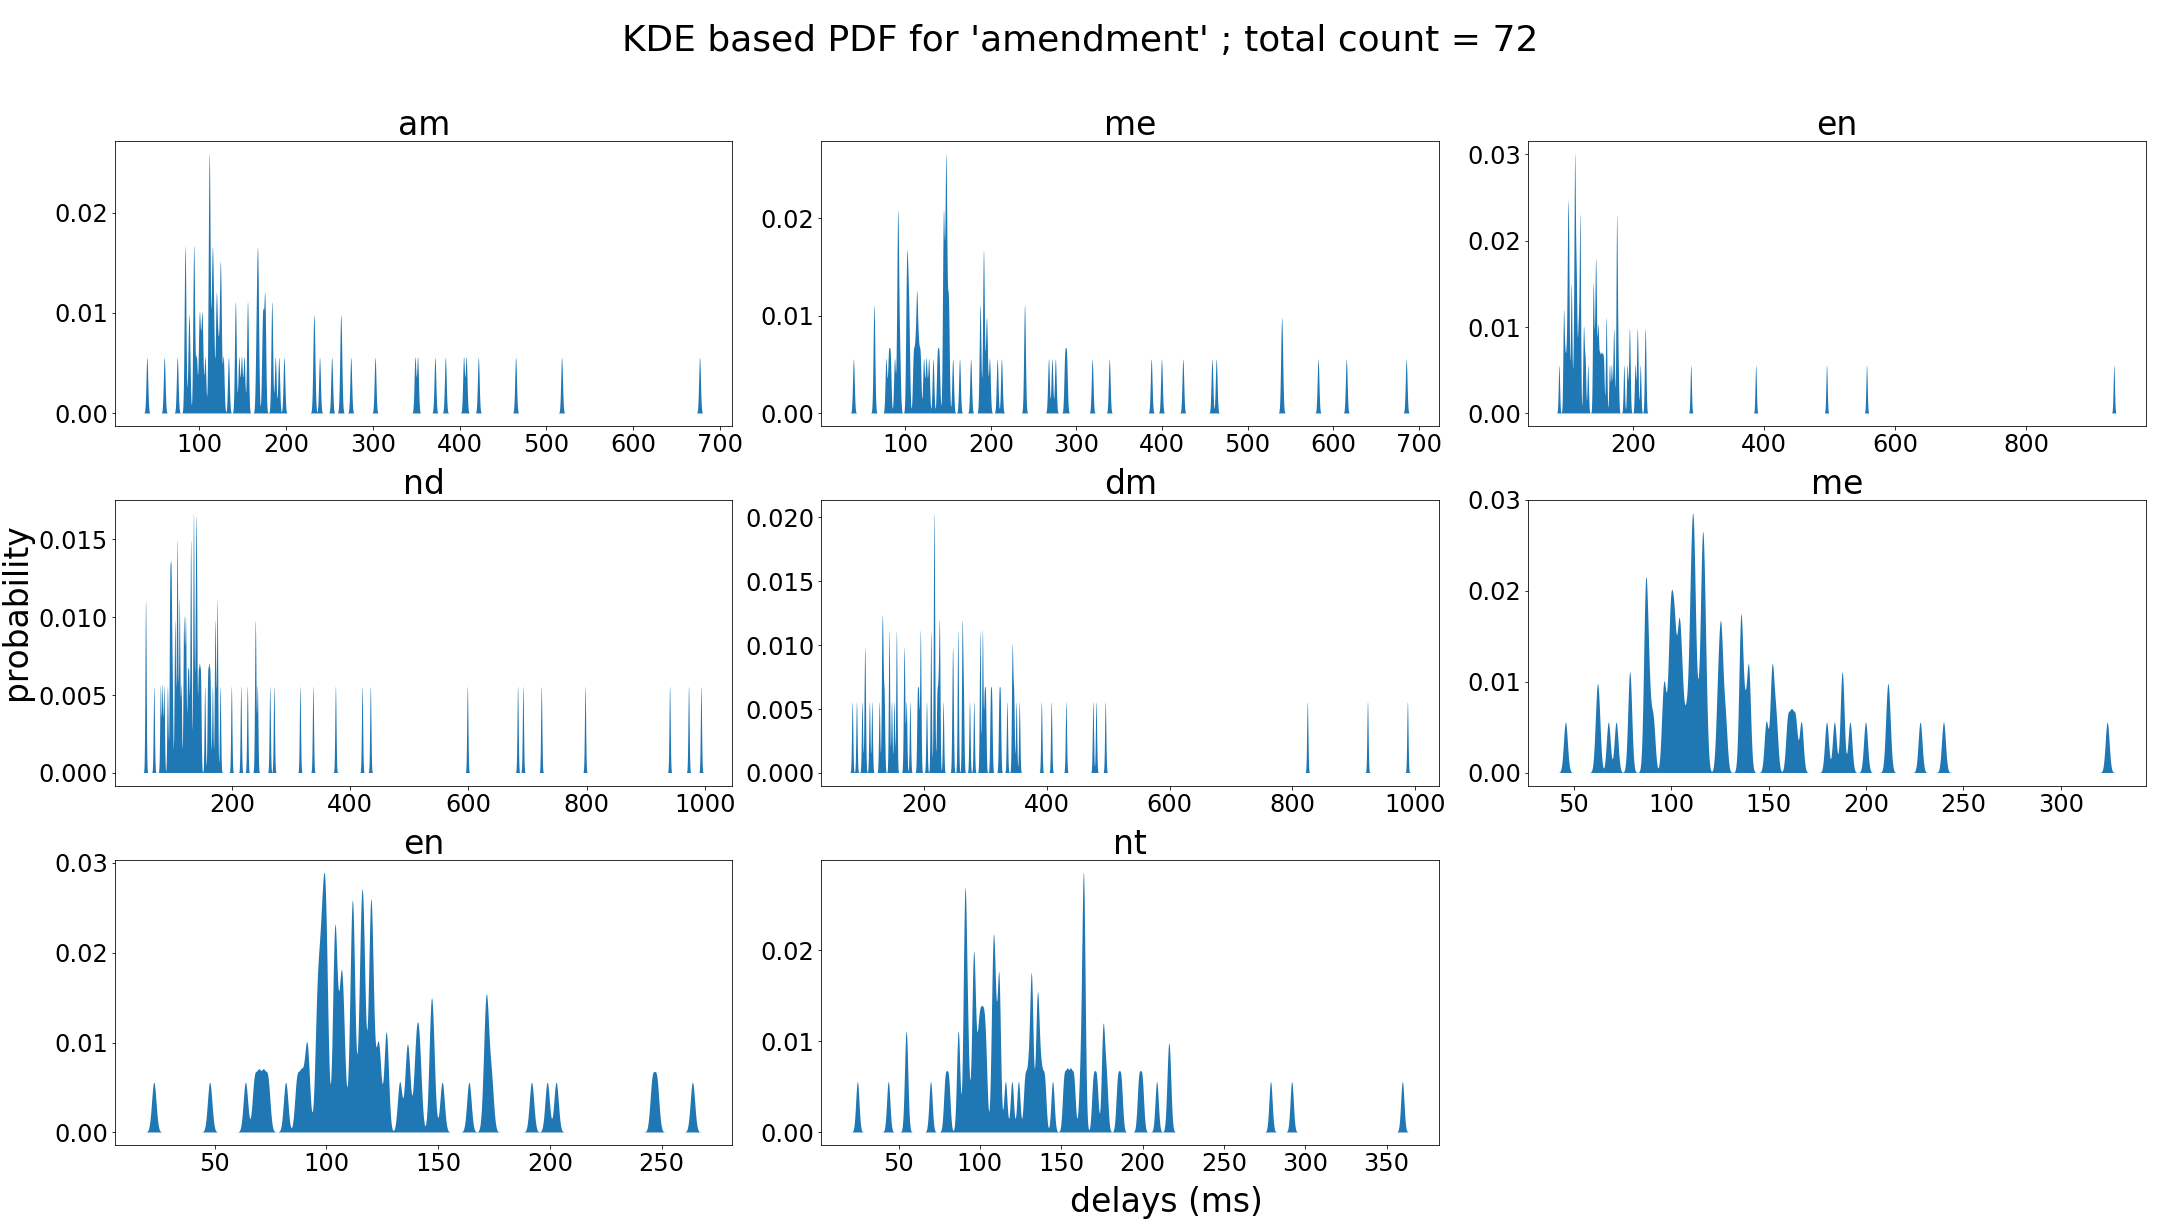 KDE based PDF for 'amendment' ; total count = 72
am
0.02
0.01
0.00
100 200 300 400 500 600 700
me
0.02
0.01
0.00
100 200 300 400 500 600 700
en
0.03
0.02
0.01
0.00
200 400 600 800
probability
nd
0.015
0.010
0.005
0.000
200 400 600 800 1000
dm
0.020
0.015
0.010
0.005
0.000
200 400 600 800 1000
me
0.03
0.02
0.01
0.00
50 100 150 200 250 300
en
0.03
0.02
0.01
0.00
50 100 150 200 250
nt
0.02
0.01
0.00
50 100 150 200 250 300 350
delays (ms)